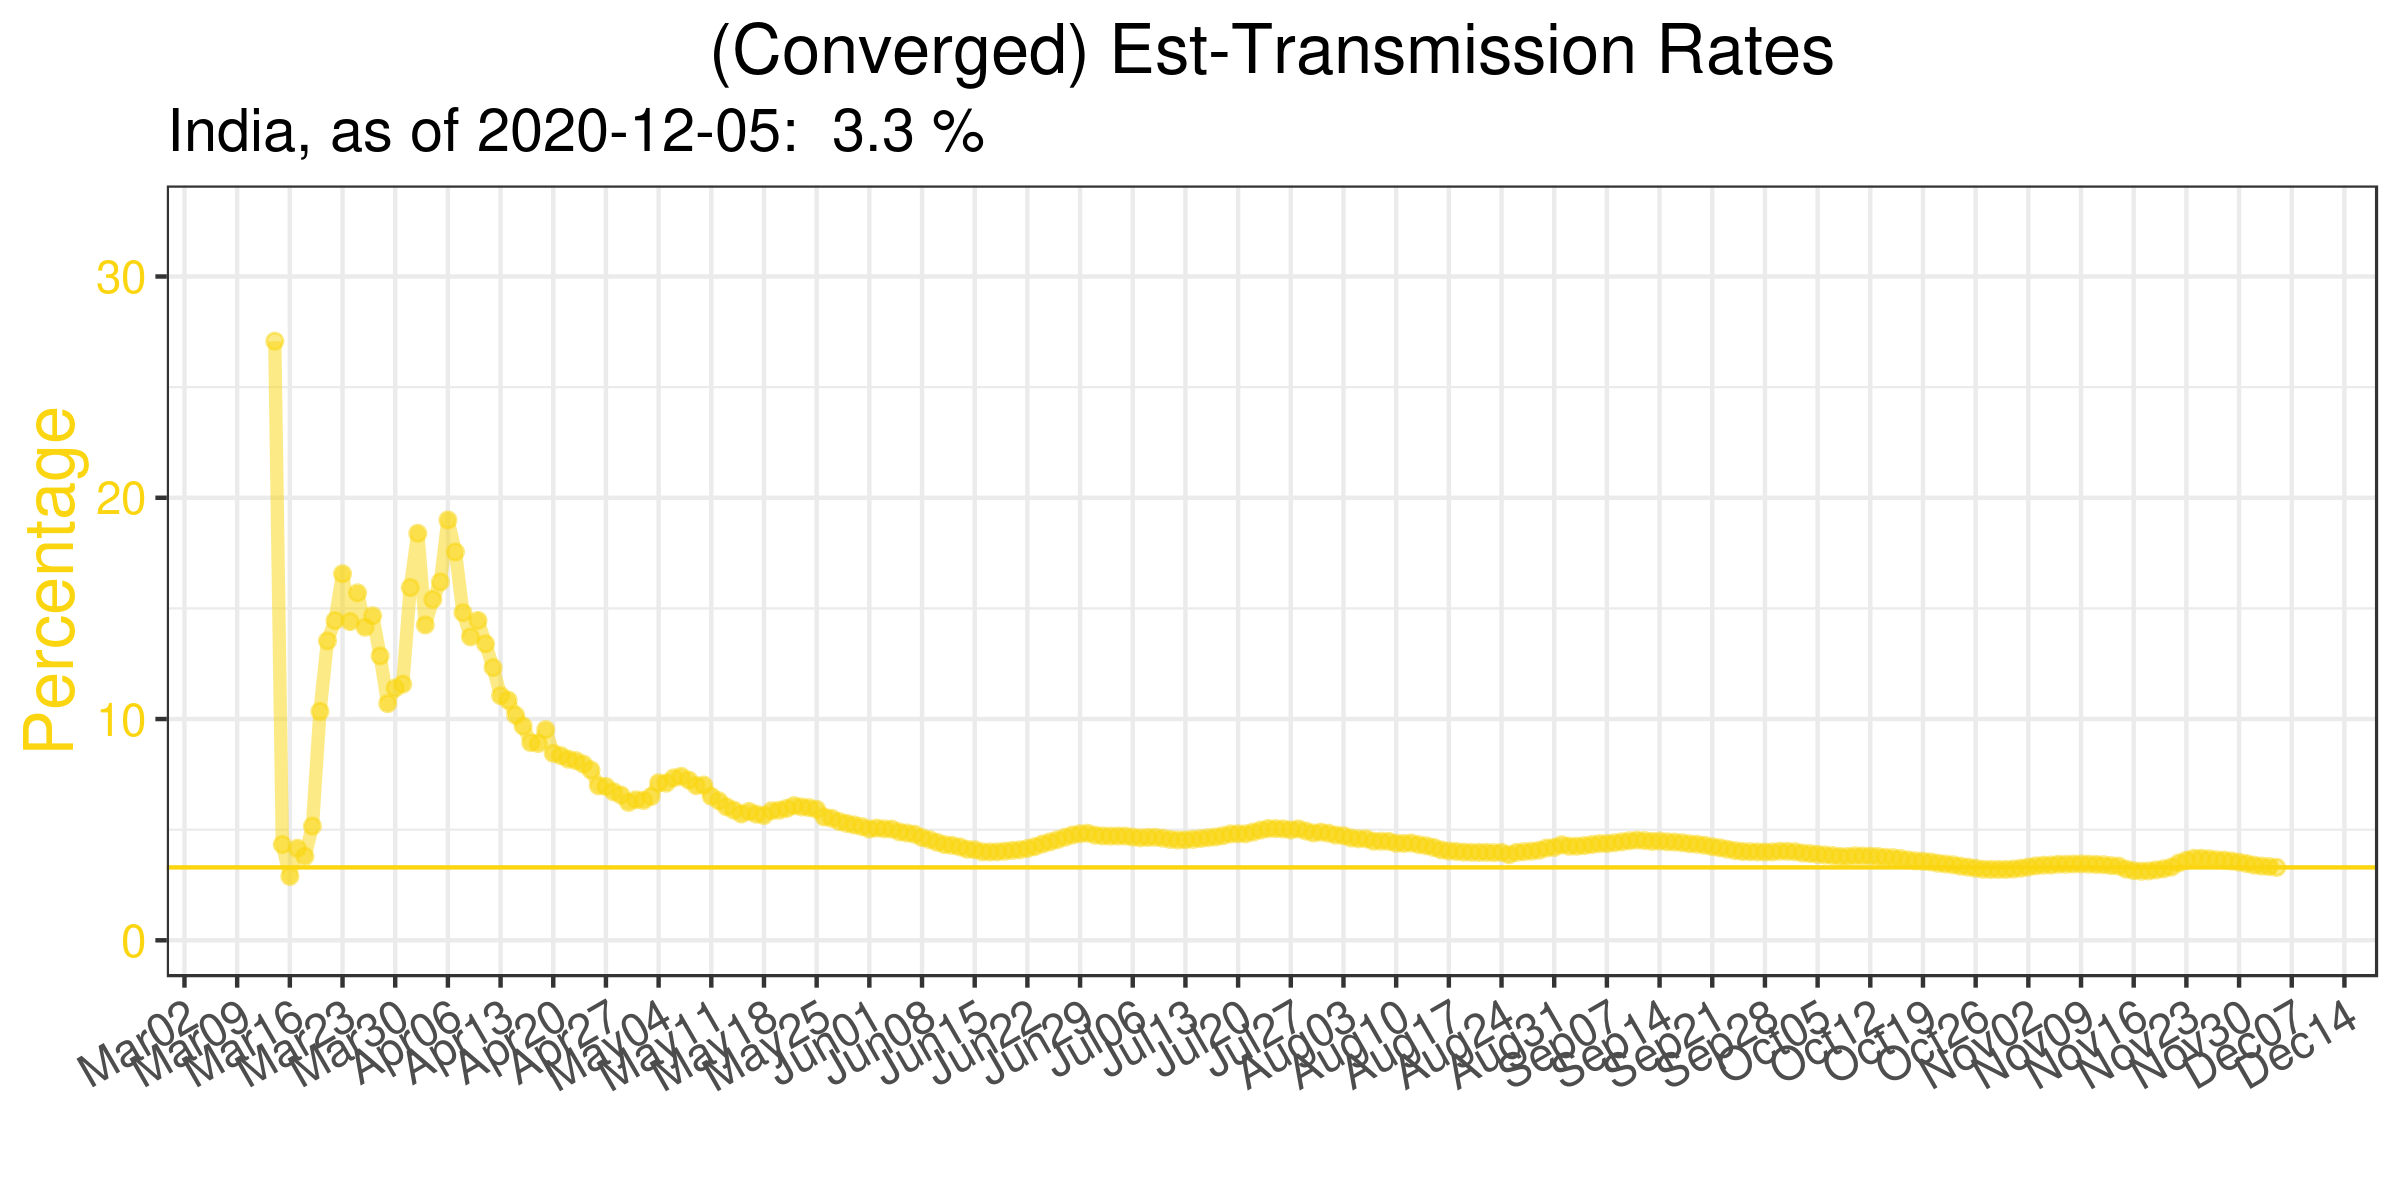 (Converged) Est-Transmission Rates
India, as of 2020-12-05:  3.3 %
Percentage
30
20
10
0
Mar02
Mar09
Mar16
Mar23
Mar30
Apr06
Apr13
Apr20
Apr27
May04
May11
May18
May25
Jun01
Jun08
Jun15
Jun22
Jun29
Jul06
Jul13
Jul20
Jul27
Aug03
Aug10
Aug17
Aug24
Aug31
Sep07
Sep14
Sep21
Sep28
Oct05
Oct12
Oct19
Oct26
Nov02
Nov09
Nov16
Nov23
Nov30
Dec07
Dec14